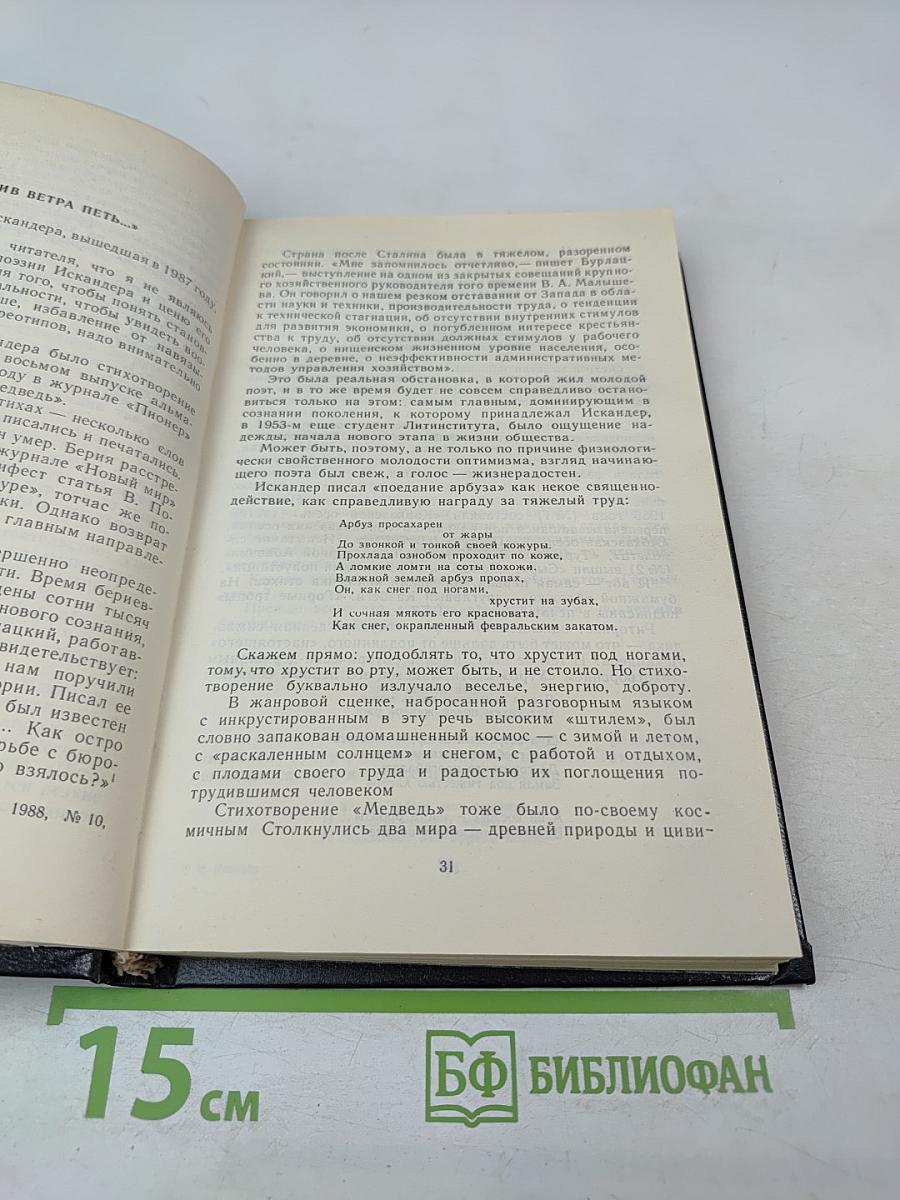 ИВ ВЕТРА ПЕТЬ...»
скандера, вышедшая в 1987 году,
читателя, что я не являюсь
поэзии Искандера и ценю его
я того, чтобы понять станов-
альности, чтобы увидеть воо-
ше, избавление от навязы-
реотипов, надо внимательно
ндера было стихотворение
восьмом выпуске альма-
оду в журнале «Пионер»
едведь».
тихах — несколько слов
писались и печатались.
н умер. Берия расстре-
журнале «Новый мир»
ифест статья В. По-
уре», тотчас же по-
ки. Однако возврат
главным направле-
ершенно неопреде-
ти. Время бериев-
дены сотни тысяч
нового сознания,
лацкий, работав-
видетельствует:
нам поручили
ории. Писал ее
был известен
... Как остро
рьбе с бюро-
о взялось?»¹
1988, № 10,
Страна после Сталина была в тяжелом, разоренном
состоянии. «Мне запомнилось отчетливо,— пишет Бурлац-
кий,— выступление на одном из закрытых совещаний крупно-
го хозяйственного руководителя того времени В. А. Малыше-
ва. Он говорил о нашем резком отставании от Запада в обла-
сти науки и техники, производительности труда, о тенденции
к технической стагнации, об отсутствии внутренних стимулов
для развития экономики, о погубленном интересе крестьян-
ства к труду, об отсутствии должных стимулов у рабочего
человека, о нищенском жизненном уровне населения, осо-
бенно в деревне, о неэффективности административных ме-
тодов управления хозяйством».
Это была реальная обстановка, в которой жил молодой
поэт, и в то же время будет не совсем справедливо остано-
виться только на этом: самым главным, доминирующим в
сознании поколения, к которому принадлежал Искандер,
в 1953-м еще студент Литинститута, было ощущение на-
дежды, начала нового этапа в жизни общества.
Может быть, поэтому, а не только по причине физиологи-
чески свойственного молодости оптимизма, взгляд начинаю-
щего поэта был свеж, а голос — жизнерадостен.
Искандер писал «поедание арбуза» как некое священно-
действие, как справедливую награду за тяжелый труд:
Арбуз просахарен
от жары
До звонкой и тонкой своей кожуры.
Прохлада ознобом проходит по коже,
А ломкие ломти на соты похожи.
Влажной землей арбуз пропах,
Он, как снег под ногами,
хрустит на зубах,
И сочная мякоть его красновата,
Как снег, окрапленный февральским закатом.
Скажем прямо: уподоблять то, что хрустит под ногами,
тому, что хрустит во рту, может быть, и не стоило. Но стихо-
творение буквально излучало веселье, энергию, доброту.
В жанровой сценке, набросанной разговорным языком
с инкрустированным в эту речь высоким «штилем», был
словно запакован одомашненный космос — с зимой и летом,
с «раскаленным солнцем» и снегом, с работой и отдыхом,
с плодами своего труда и радостью их поглощения по-
трудившимся человеком
Стихотворение «Медведь» тоже было по-своему кос-
мичным Столкнулись два мира — древней природы и циви-
31
15 см
БФ БИБЛИОФАН